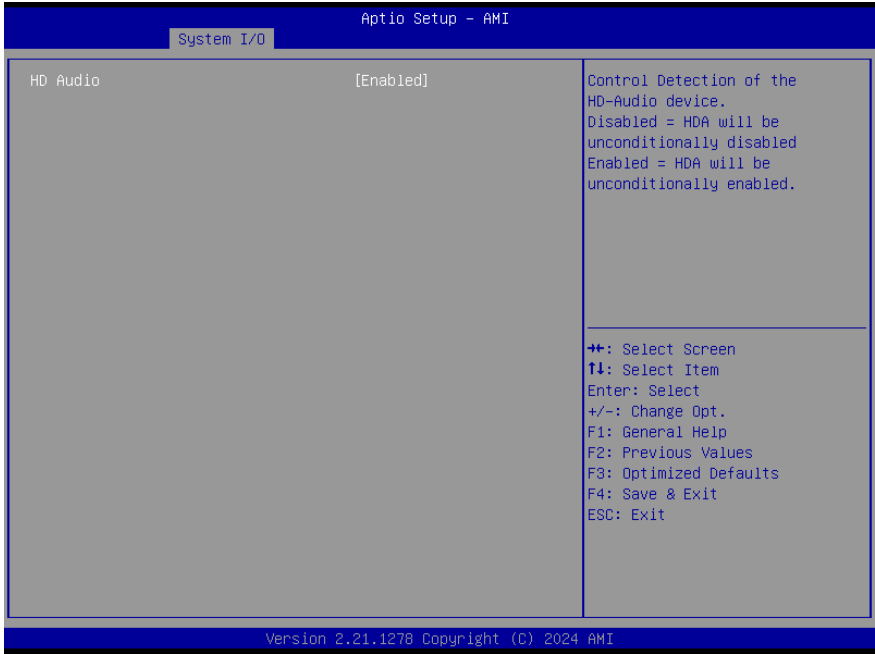 Aptio Setup – AMI
System I/O
HD Audio [Enabled]
Control Detection of the
HD-Audio device.
Disabled = HDA will be
unconditionally disabled
Enabled = HDA will be
unconditionally enabled.
→←: Select Screen
↑↓: Select Item
Enter: Select
+/-: Change Opt.
F1: General Help
F2: Previous Values
F3: Optimized Defaults
F4: Save & Exit
ESC: Exit
Version 2.21.1278 Copyright (C) 2024 AMI